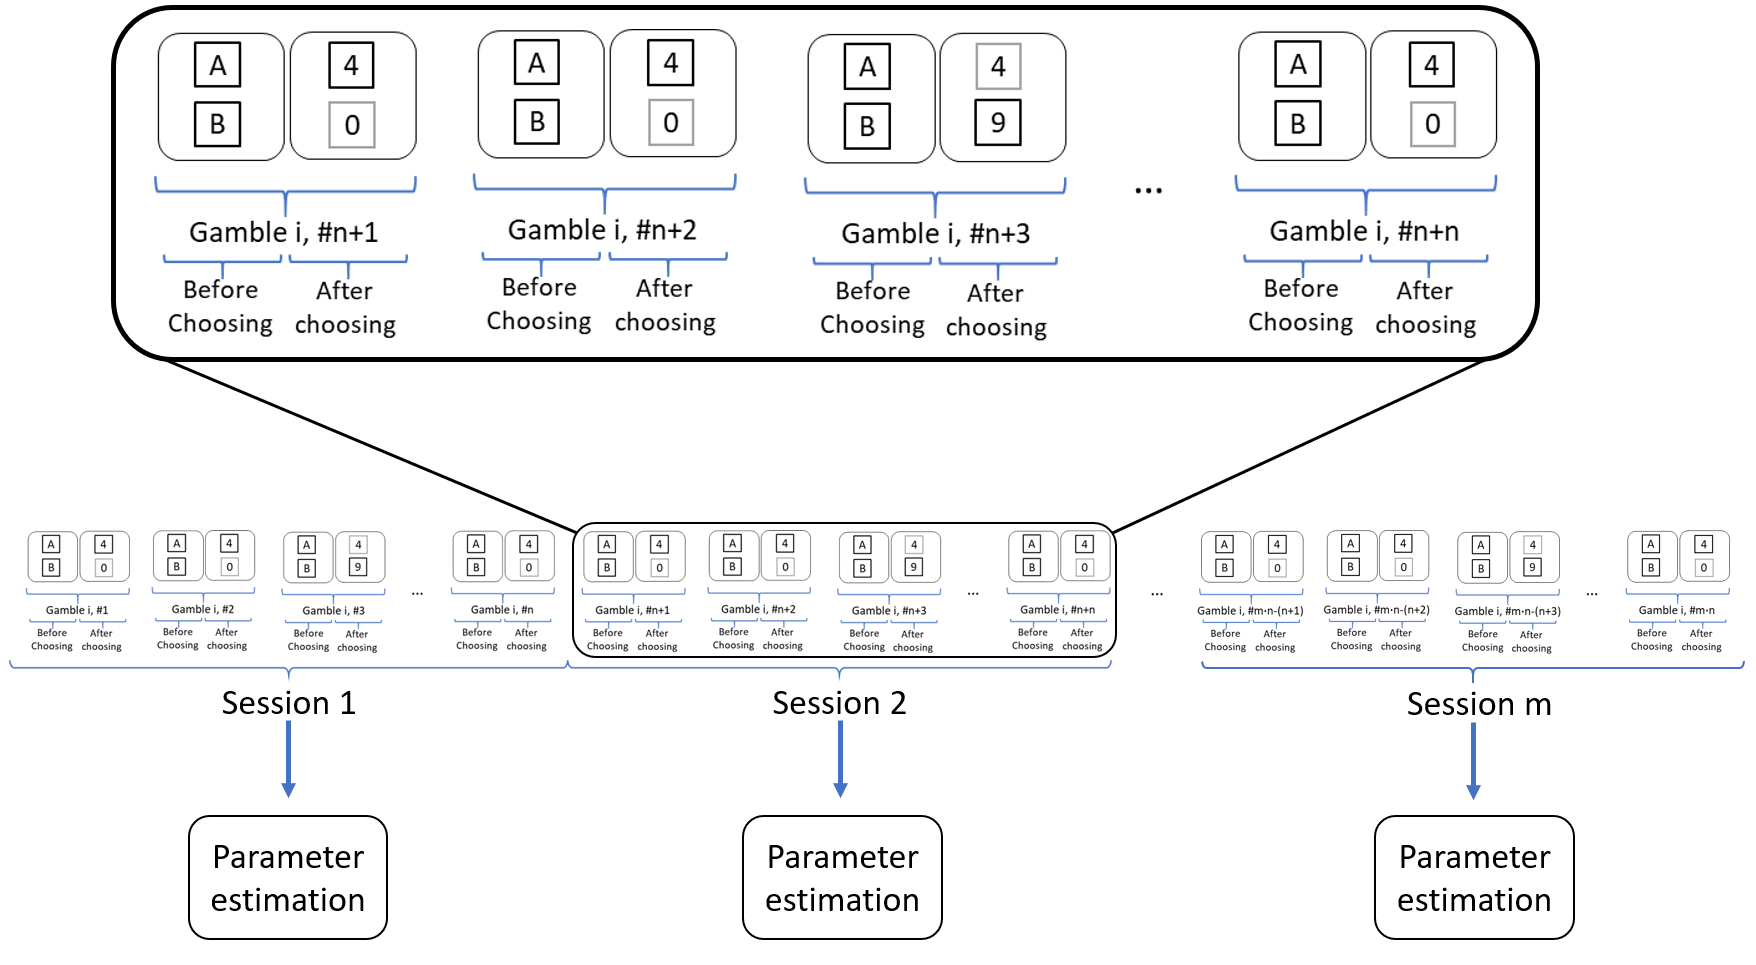 A 4 A 4 A 4 A 4
B 0 B 0 B 9 B 0
...
Gamble i, #n+1 Gamble i, #n+2 Gamble i, #n+3 Gamble i, #n+n
Before After Before After Before After Before After
Choosing choosing Choosing choosing Choosing choosing Choosing choosing
A 4 A 4 A 4 A 4 A 4 A 4 A 4 A 4 A 4 A 4 A 4 A 4
B 0 B 0 B 9 B 0 B 0 B 0 B 9 B 0 B 0 B 0 B 9 B 0
... ... ... ...
Gamble i, #1 Gamble i, #2 Gamble i, #3 Gamble i, #n Gamble i, #n+1 Gamble i, #n+2 Gamble i, #n+3 Gamble i, #n+n Gamble i, #m·n-(n+1) Gamble i, #m·n-(n+2) Gamble i, #m·n-(n+3) Gamble i, #m·n
Before After Before After Before After Before After Before After Before After Before After Before After Before After Before After Before After Before After
Choosing choosing Choosing choosing Choosing choosing Choosing choosing Choosing choosing Choosing choosing Choosing choosing Choosing choosing Choosing choosing Choosing choosing Choosing choosing Choosing choosing
Session 1 Session 2 Session m
Parameter Parameter Parameter
estimation estimation estimation